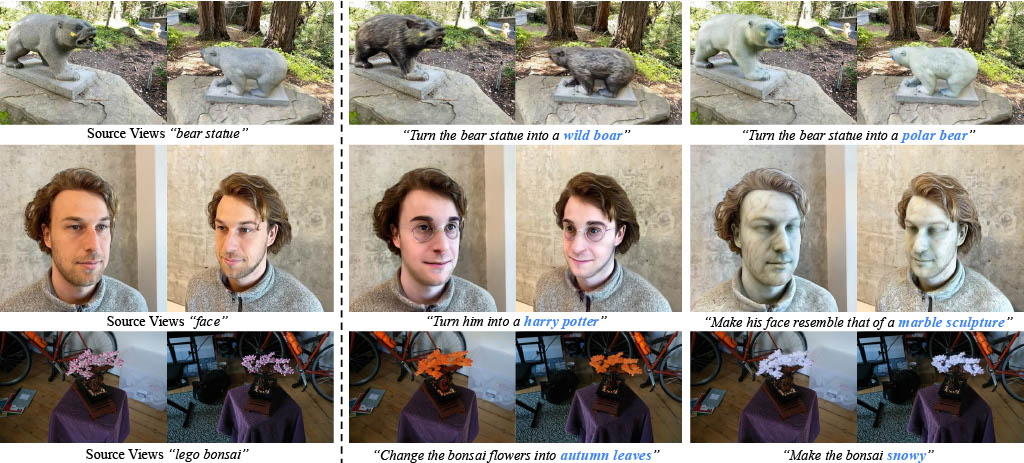 Source Views “bear statue”
“Turn the bear statue into a wild boar”
“Turn the bear statue into a polar bear”
Source Views “face”
“Turn him into a harry potter”
“Make his face resemble that of a marble sculpture”
Source Views “lego bonsai”
“Change the bonsai flowers into autumn leaves”
“Make the bonsai snowy”